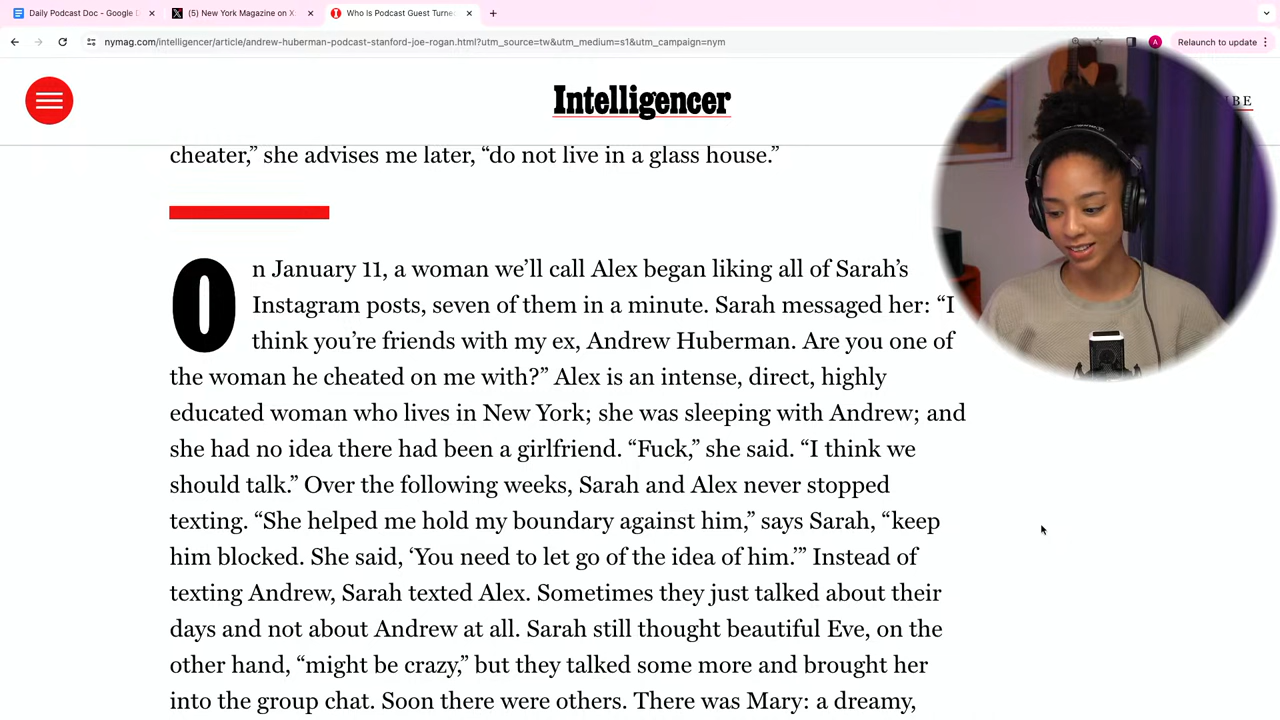 Daily Podcast Doc - Google D
(5) New York Magazine on X:
Who Is Podcast Guest Turned
nymag.com/intelligencer/article/andrew-huberman-podcast-stanford-joe-rogan.html?utm_source=tw&utm_medium=s1&utm_campaign=nym
A
Relaunch to update
Intelligencer
BE
cheater,” she advises me later, “do not live in a glass house.”
On January 11, a woman we’ll call Alex began liking all of Sarah’s
Instagram posts, seven of them in a minute. Sarah messaged her: “I
think you’re friends with my ex, Andrew Huberman. Are you one of
the woman he cheated on me with?” Alex is an intense, direct, highly
educated woman who lives in New York; she was sleeping with Andrew; and
she had no idea there had been a girlfriend. “Fuck,” she said. “I think we
should talk.” Over the following weeks, Sarah and Alex never stopped
texting. “She helped me hold my boundary against him,” says Sarah, “keep
him blocked. She said, ‘You need to let go of the idea of him.’” Instead of
texting Andrew, Sarah texted Alex. Sometimes they just talked about their
days and not about Andrew at all. Sarah still thought beautiful Eve, on the
other hand, “might be crazy,” but they talked some more and brought her
into the group chat. Soon there were others. There was Mary: a dreamy,